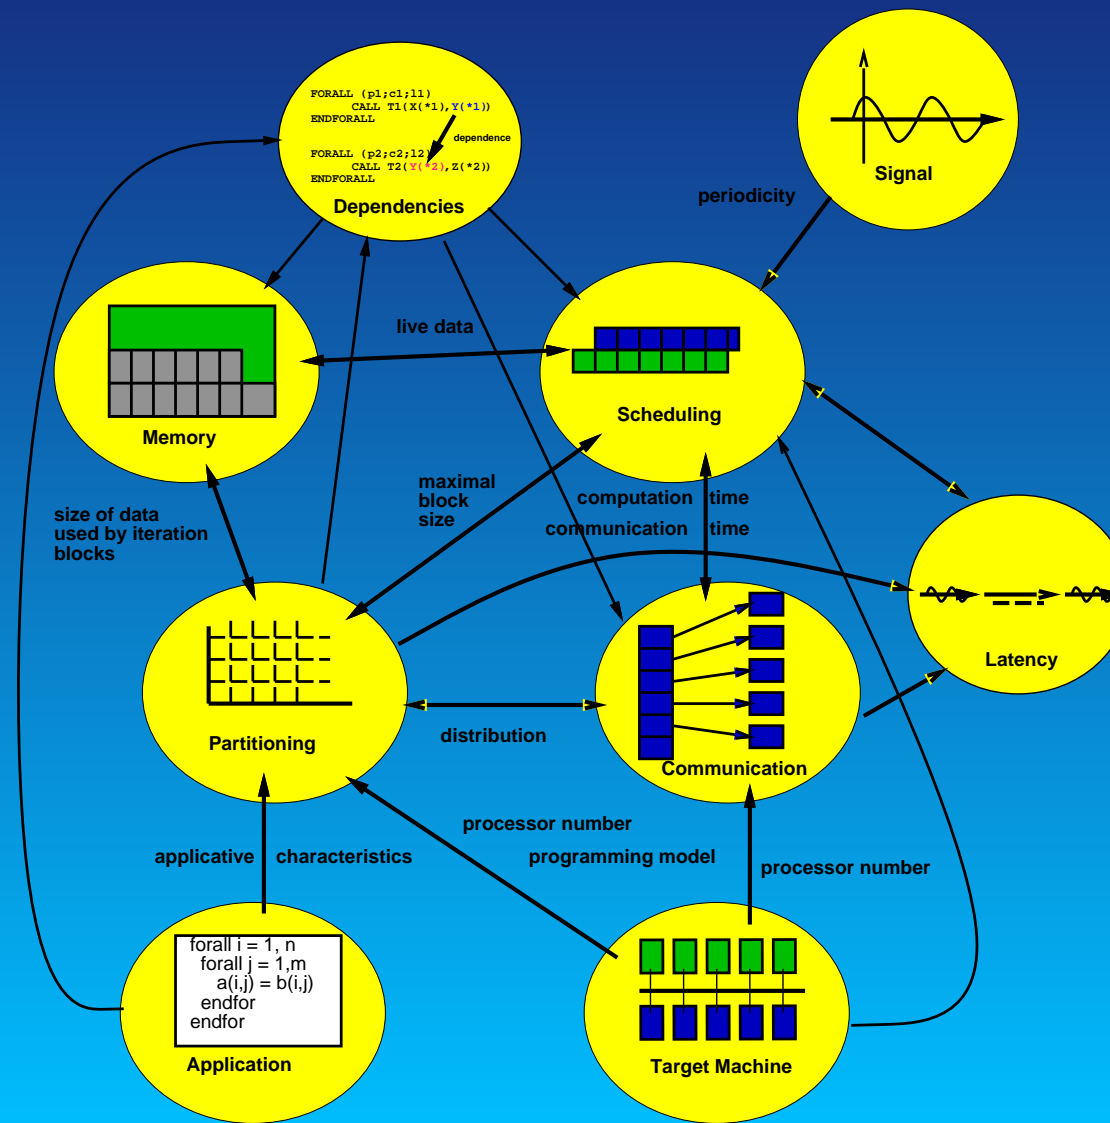 FORALL (p1;c1;l1)
CALL T1(X(*1),Y(*1))
ENDFORALL
dependence
FORALL (p2;c2;l2)
CALL T2(Y(*2),Z(*2))
ENDFORALL
Dependencies
Signal
periodicity
live data
Scheduling
Memory
maximal
block
size
computation time
communication time
size of data
used by iteration
blocks
Latency
Partitioning
distribution
Communication
processor number
programming model
applicative characteristics
processor number
forall i = 1, n
forall j = 1,m
a(i,j) = b(i,j)
endfor
endfor
Application
Target Machine